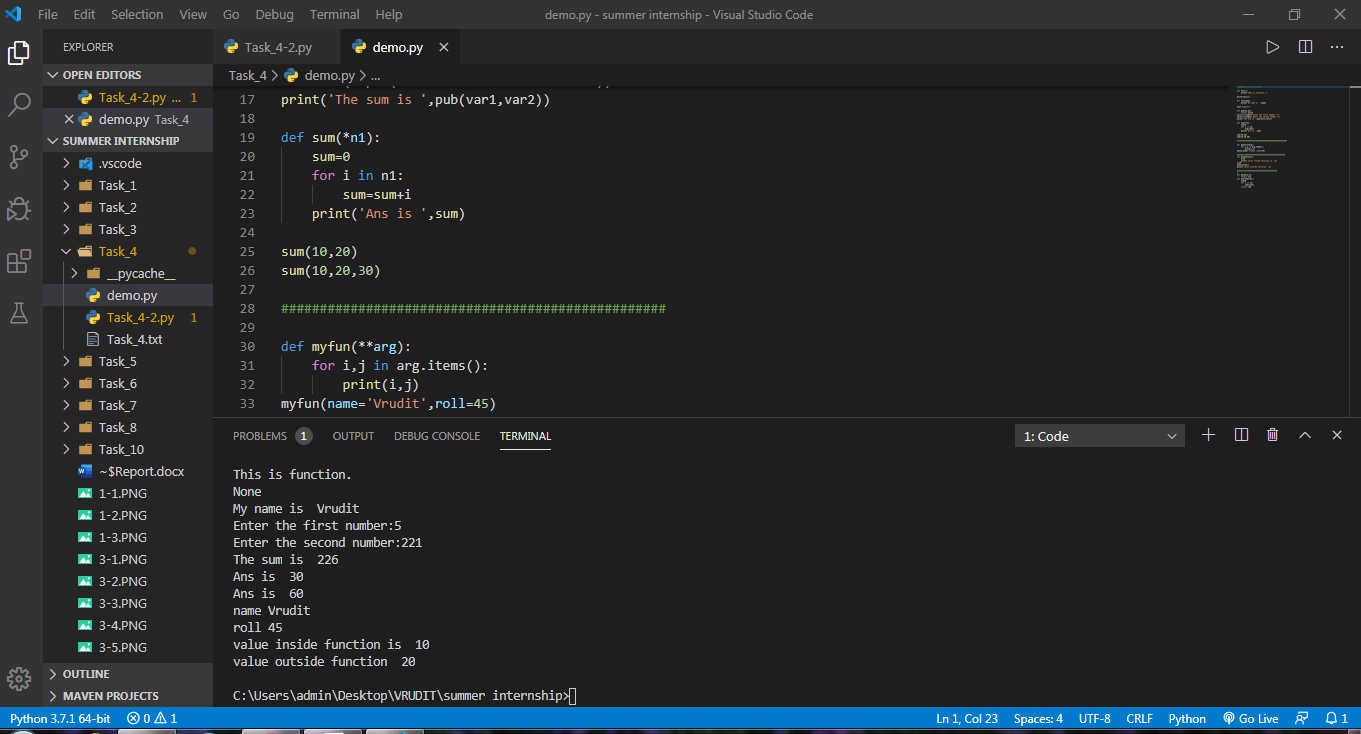 File Edit Selection View Go Debug Terminal Help demo.py - summer internship - Visual Studio Code
EXPLORER
OPEN EDITORS
Task_4-2.py ... 1
demo.py Task_4
SUMMER INTERNSHIP
.vscode
Task_1
Task_2
Task_3
Task_4
__pycache__
demo.py
Task_4-2.py 1
Task_4.txt
Task_5
Task_6
Task_7
Task_8
Task_10
~$Report.docx
1-1.PNG
1-2.PNG
1-3.PNG
3-1.PNG
3-2.PNG
3-3.PNG
3-4.PNG
3-5.PNG
OUTLINE
MAVEN PROJECTS
Task_4-2.py demo.py
Task_4 > demo.py > ...
17 print('The sum is ',pub(var1,var2))
18
19 def sum(*n1):
20     sum=0
21     for i in n1:
22         sum=sum+i
23     print('Ans is ',sum)
24
25 sum(10,20)
26 sum(10,20,30)
27
28 ##################################################
29
30 def myfun(**arg):
31     for i,j in arg.items():
32         print(i,j)
33 myfun(name='Vrudit',roll=45)
PROBLEMS 1 OUTPUT DEBUG CONSOLE TERMINAL 1: Code
This is function.
None
My name is  Vrudit
Enter the first number:5
Enter the second number:221
The sum is  226
Ans is  30
Ans is  60
name Vrudit
roll 45
value inside function is  10
value outside function  20
C:\Users\admin\Desktop\VRUDIT\summer internship>
Python 3.7.1 64-bit 0 1 Ln 1, Col 23 Spaces: 4 UTF-8 CRLF Python Go Live 1